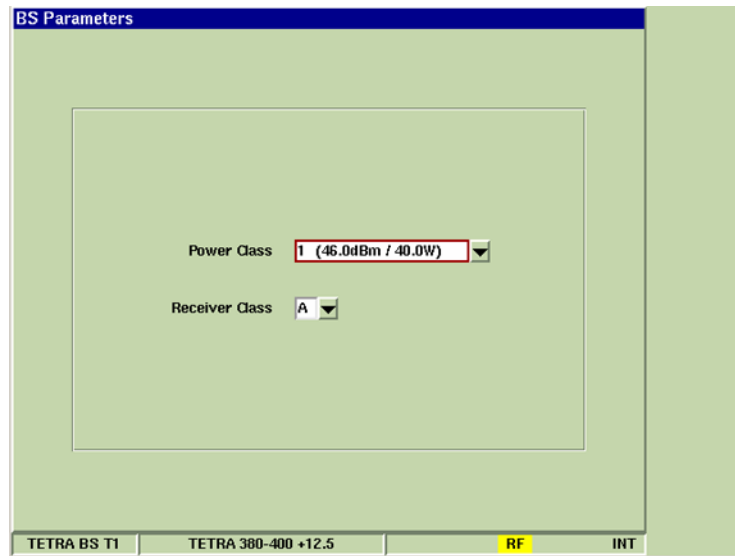 BS Parameters
Power Class 1 (46.0dBm / 40.0W)
Receiver Class A
TETRA BS T1 TETRA 380-400 +12.5 RF INT